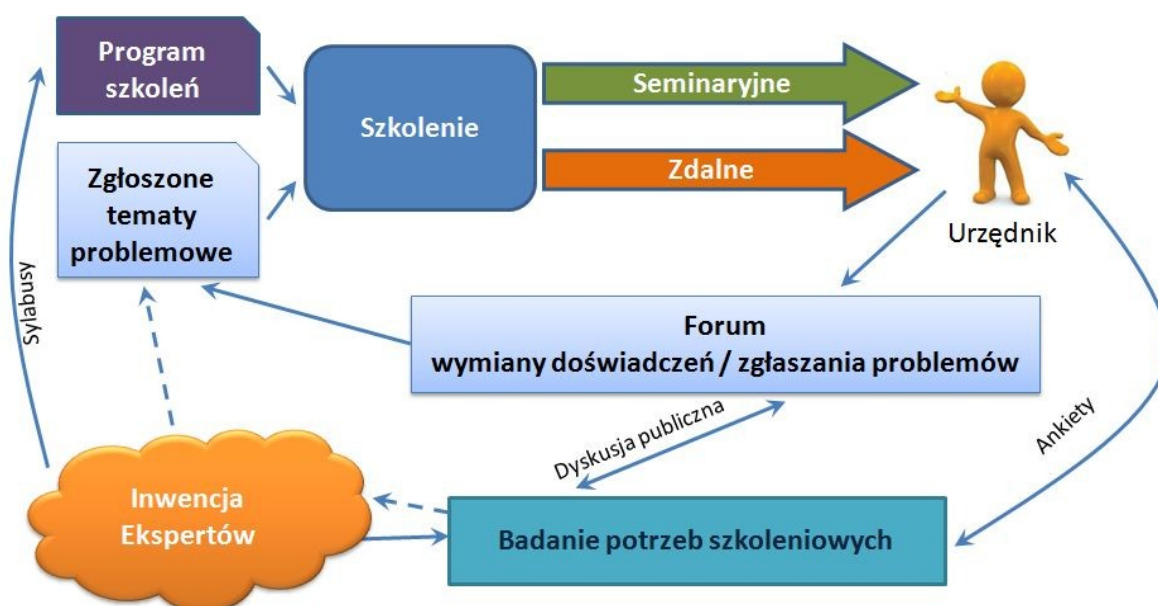 Program
szkoleń
Szkolenie
Seminaryjne
Zdalne
Urzędnik
Zgłoszone
tematy
problemowe
Sylabusy
Forum
wymiany doświadczeń / zgłaszania problemów
Dyskusja publiczna
Ankiety
Inwencja
Ekspertów
Badanie potrzeb szkoleniowych